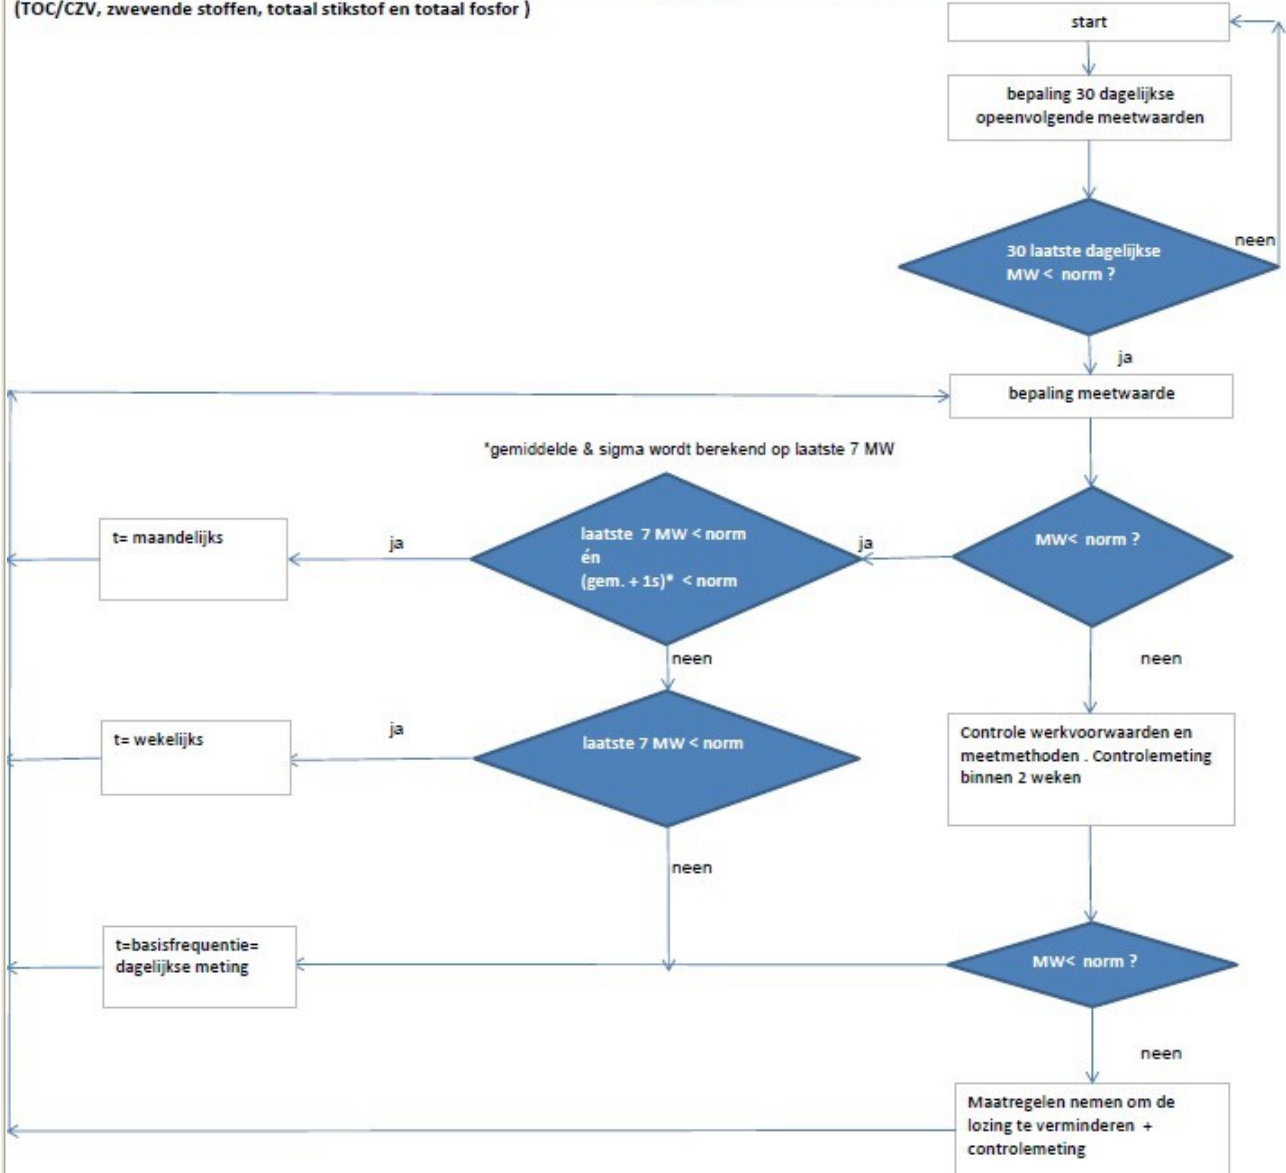 (TOC/CZV, zwevende stoffen, totaal stikstof en totaal fosfor )
start
bepaling 30 dagelijkse
opeenvolgende meetwaarden
30 laatste dagelijkse
MW < norm ?
neen
ja
bepaling meetwaarde
*gemiddelde & sigma wordt berekend op laatste 7 MW
t= maandelijks
ja
laatste 7 MW < norm
én
(gem. + 1s)* < norm
ja
MW< norm ?
neen
neen
t= wekelijks
ja
laatste 7 MW < norm
Controle werkvoorwaarden en
meetmethoden . Controlemeting
binnen 2 weken
neen
t=basisfrequentie=
dagelijkse meting
MW< norm ?
neen
Maatregelen nemen om de
lozing te verminderen +
controlemeting